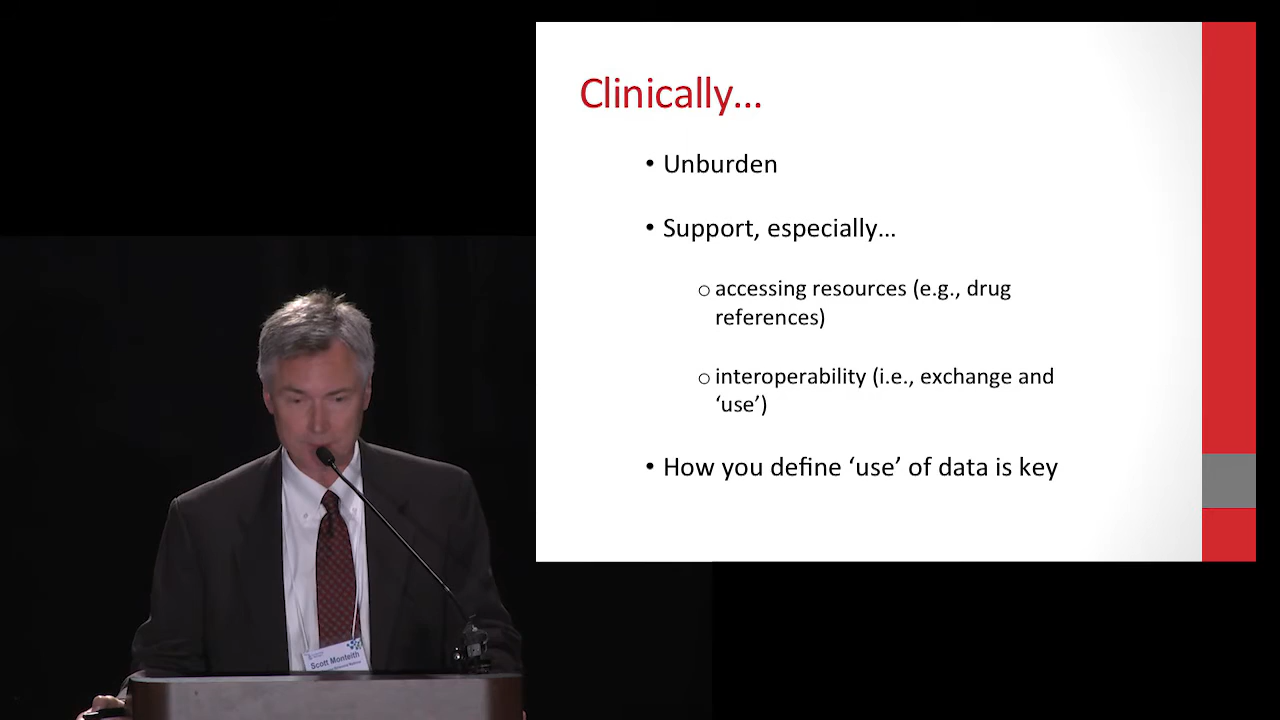 Clinically...
• Unburden
• Support, especially...
o accessing resources (e.g., drug
references)
o interoperability (i.e., exchange and
‘use’)
• How you define ‘use’ of data is key
Scott Monteith